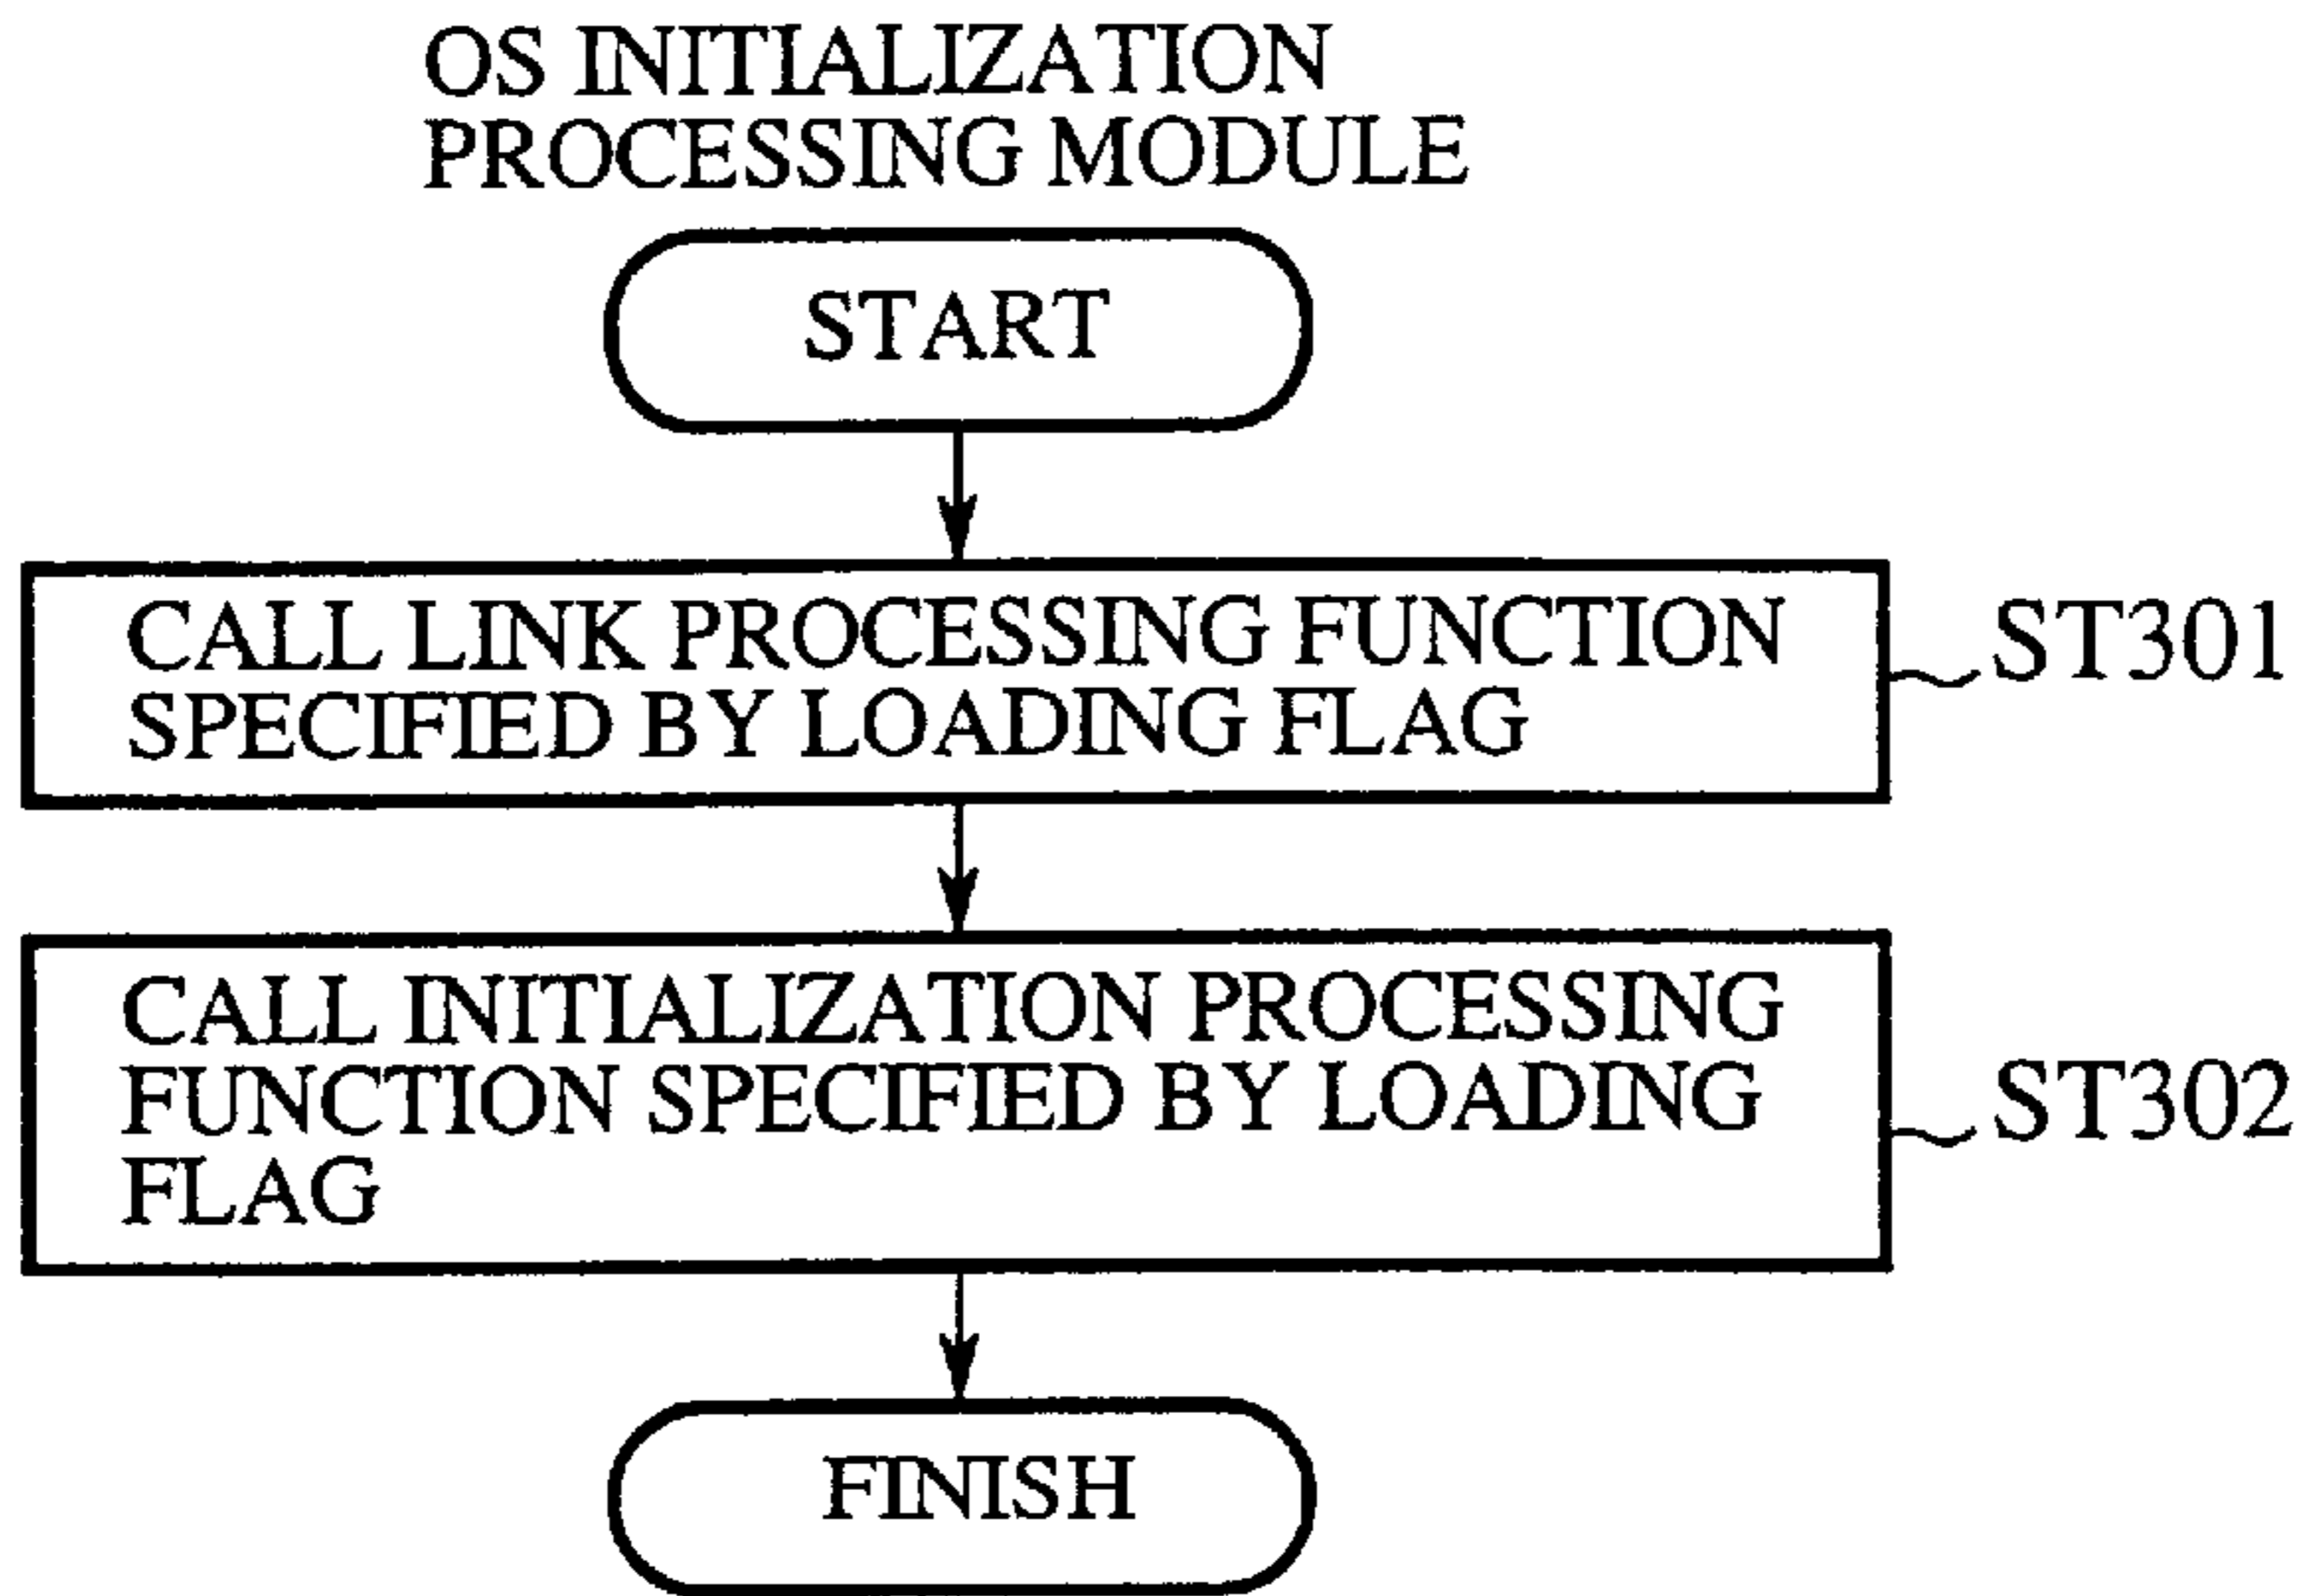 OS INITIALIZATION
PROCESSING MODULE
START
CALL LINK PROCESSING FUNCTION
SPECIFIED BY LOADING FLAG
ST301
CALL INITIALIZATION PROCESSING
FUNCTION SPECIFIED BY LOADING
FLAG
ST302
FINISH